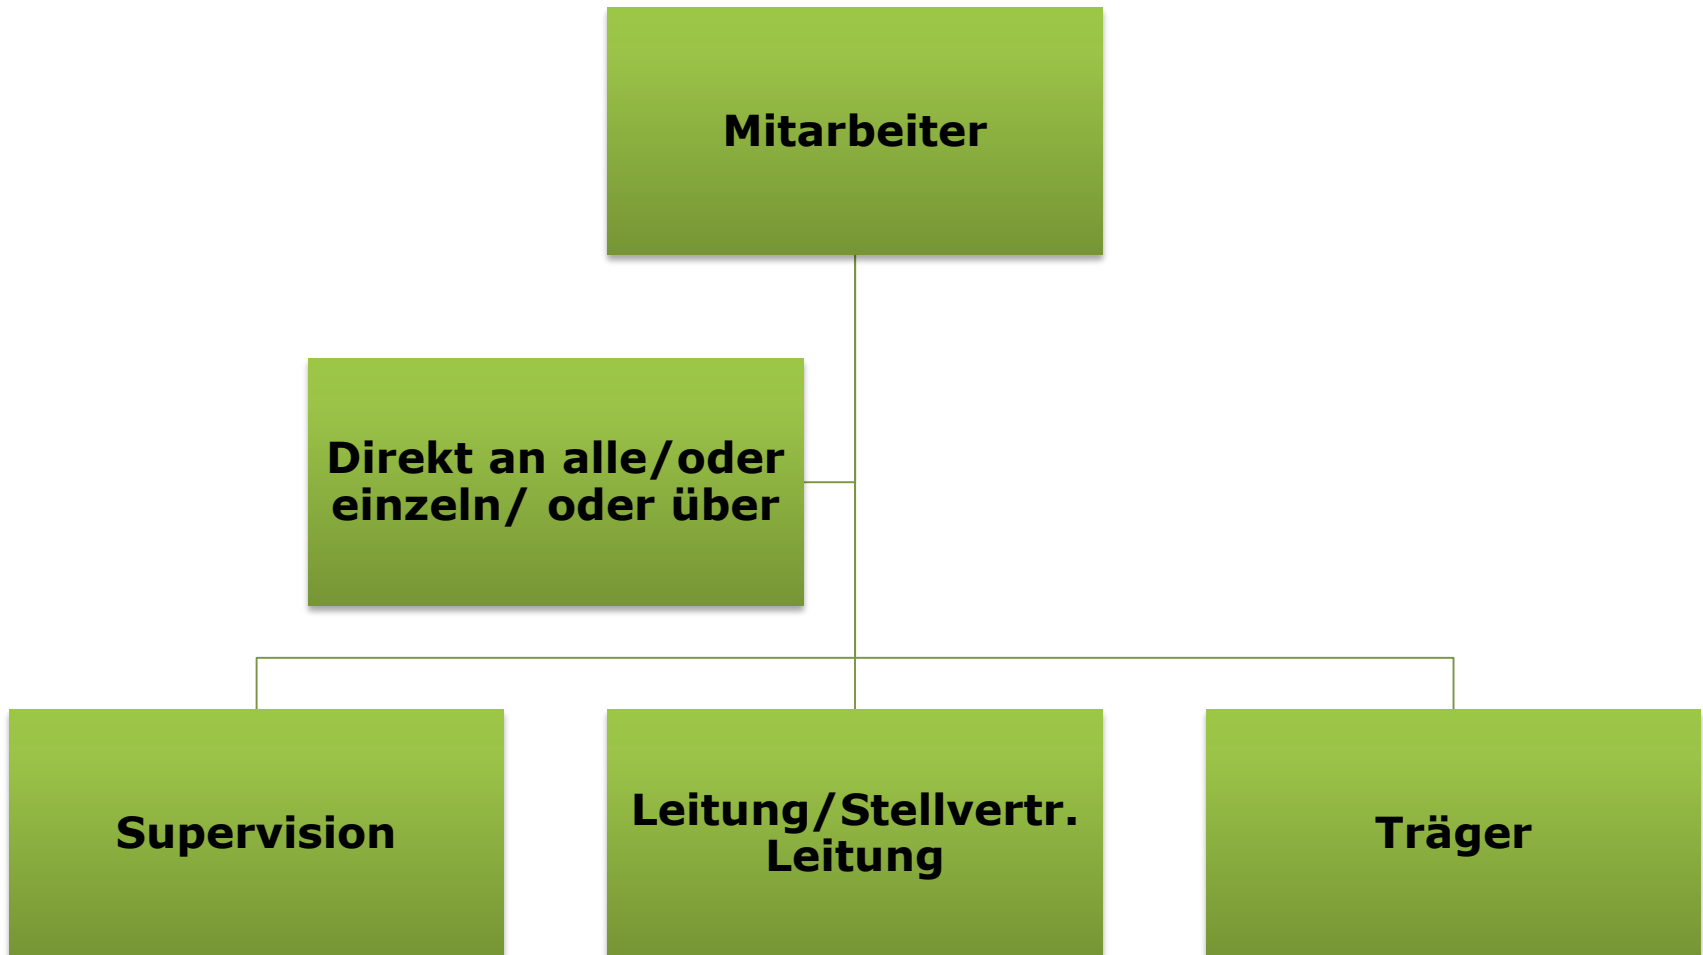 Mitarbeiter
Direkt an alle/oder
einzeln/ oder über
Supervision
Leitung/Stellvertr.
Leitung
Träger